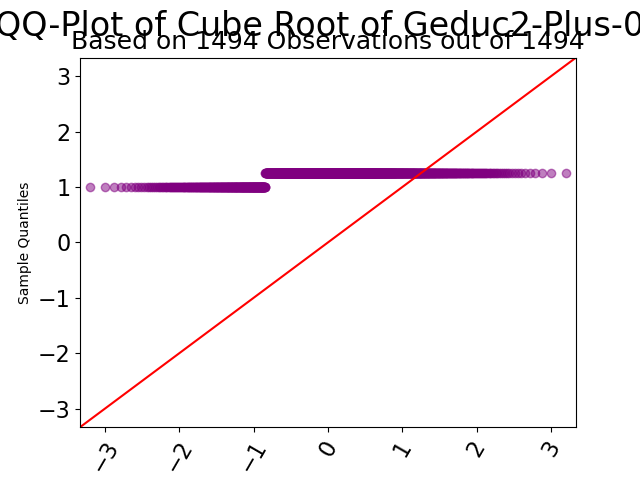 QQ-Plot of Cube Root of Geduc2-Plus-0
Based on 1494 Observations out of 1494
Sample Quantiles
3
2
1
0
−1
−2
−3
−3 −2 −1 0 1 2 3